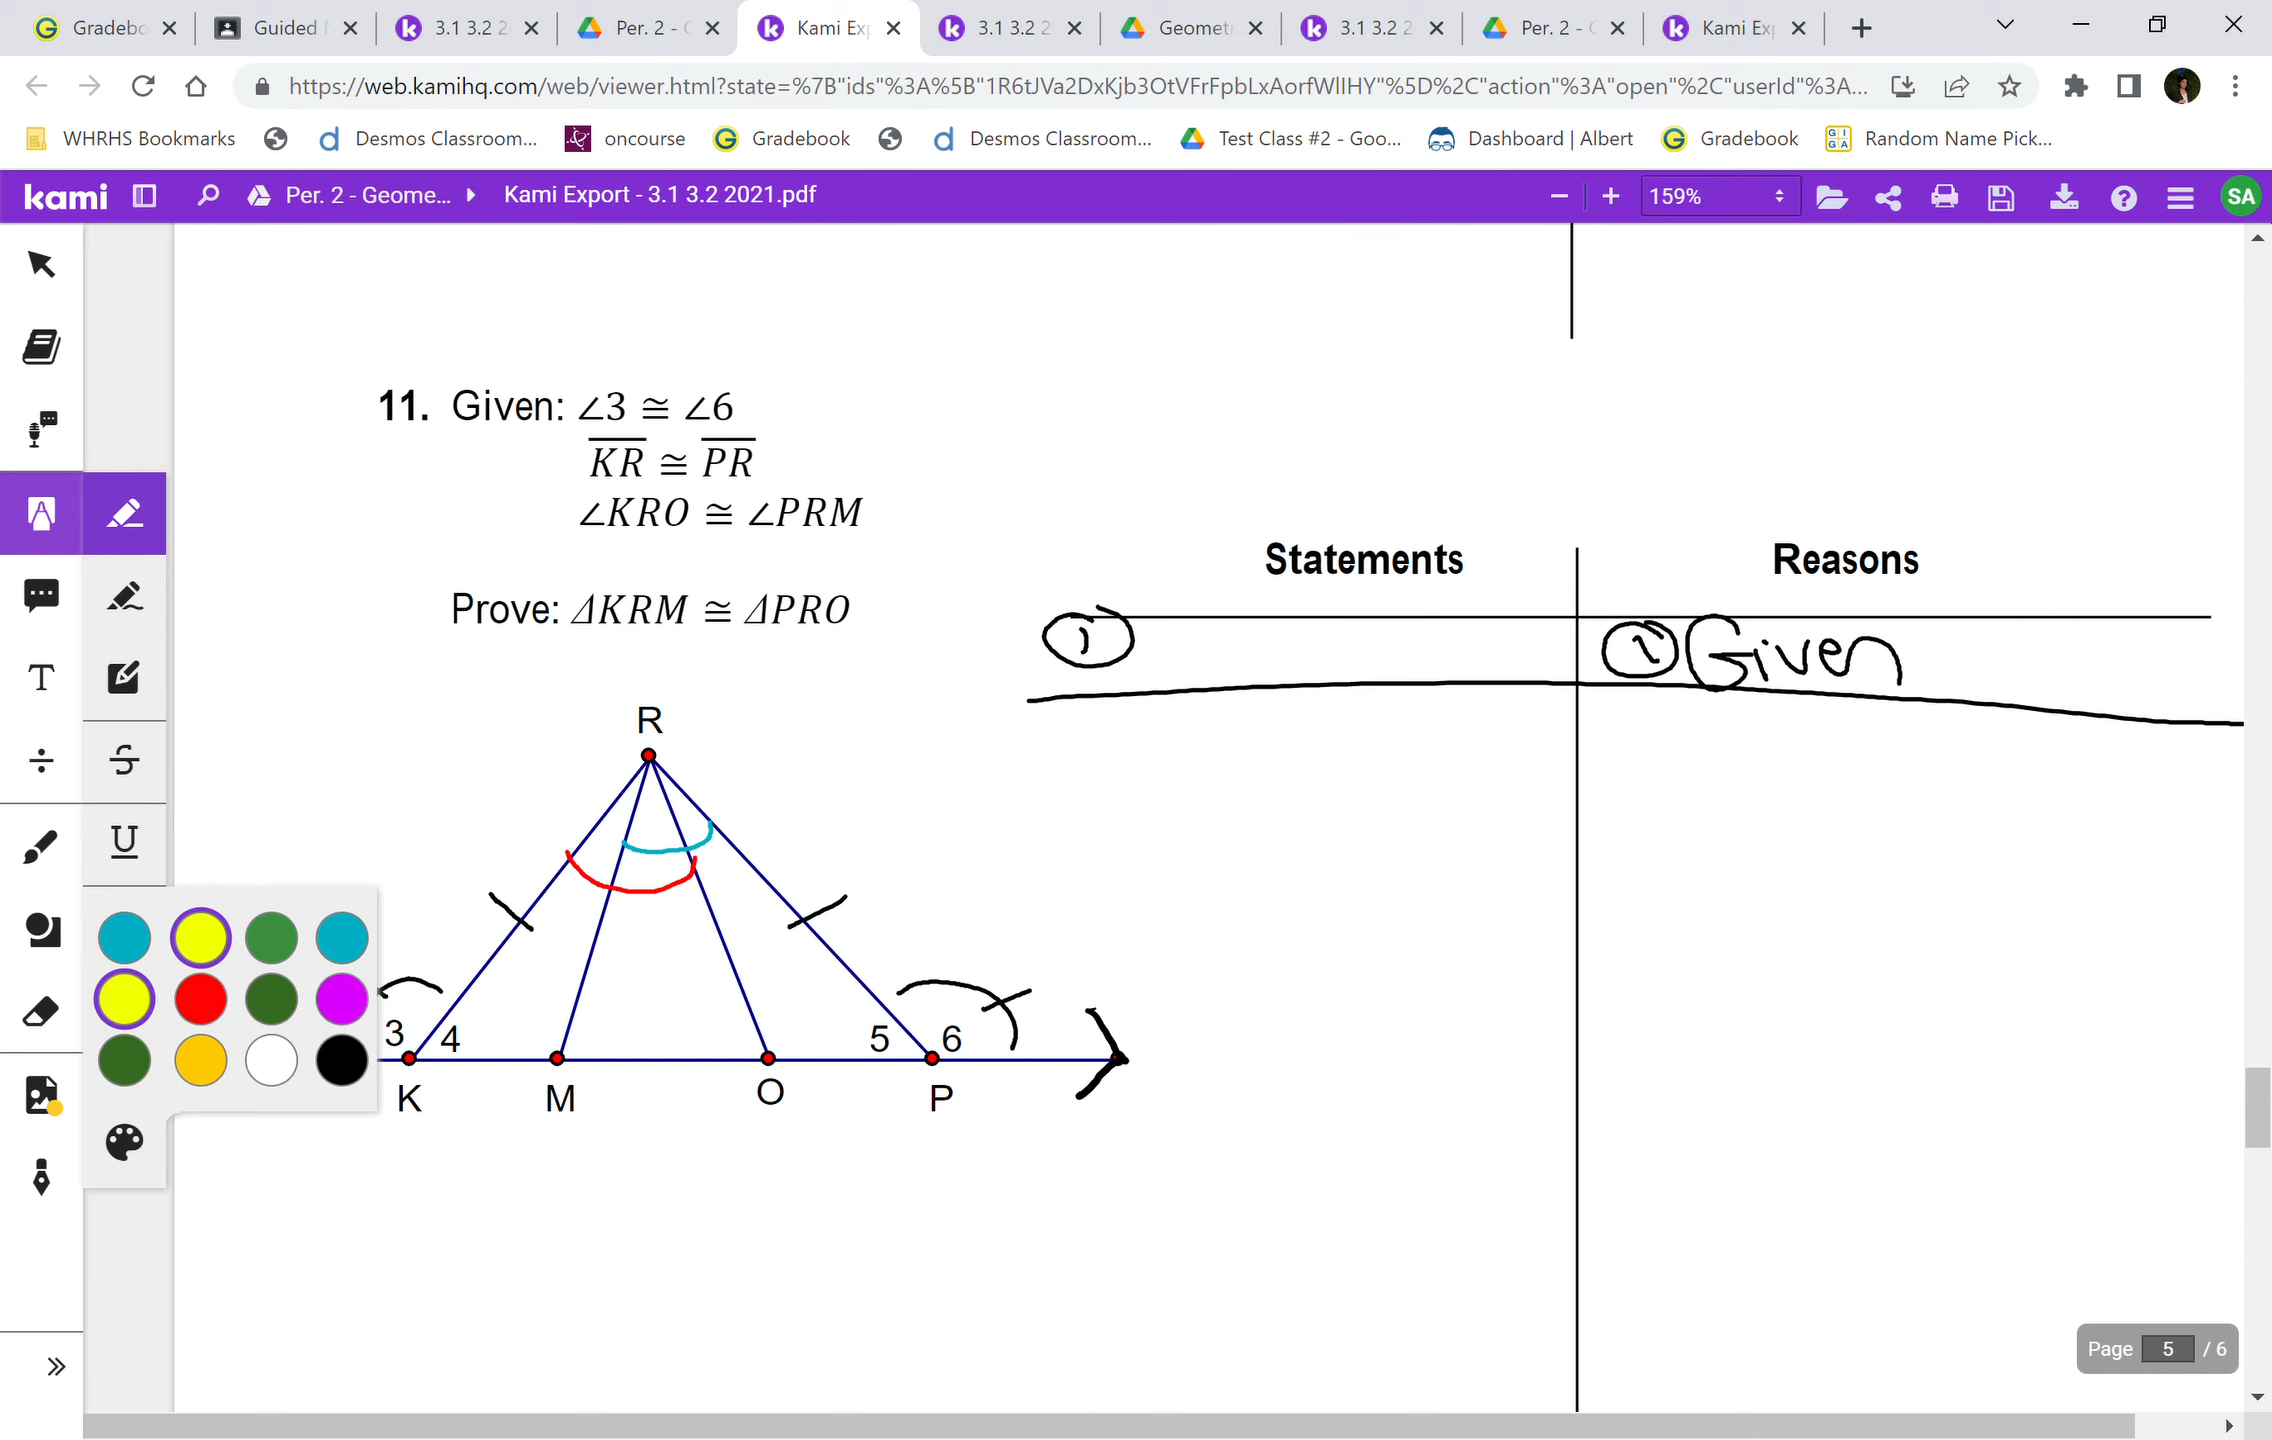 Gradebo Guided 3.1 3.2 2 Per. 2 - Kami Exp 3.1 3.2 2 Geomet 3.1 3.2 2 Per. 2 - Kami Exp
https://web.kamihq.com/web/viewer.html?state=%7B"ids"%3A%5B"1R6tJVa2DxKjb3OtVFrFpbLxAorfWlIHY"%5D%2C"action"%3A"open"%2C"userId"%3A...
WHRHS Bookmarks Desmos Classroom... oncourse Gradebook Desmos Classroom... Test Class #2 - Goo... Dashboard | Albert Gradebook Random Name Pick...
kami Per. 2 - Geome... Kami Export - 3.1 3.2 2021.pdf 159% SA
11. Given: ∠3 ≅ ∠6
KR ≅ PR
∠KRO ≅ ∠PRM
Statements Reasons
Prove: ΔKRM ≅ ΔPRO
① ① Given
R
3 4 5 6
K M O P
Page 5 / 6